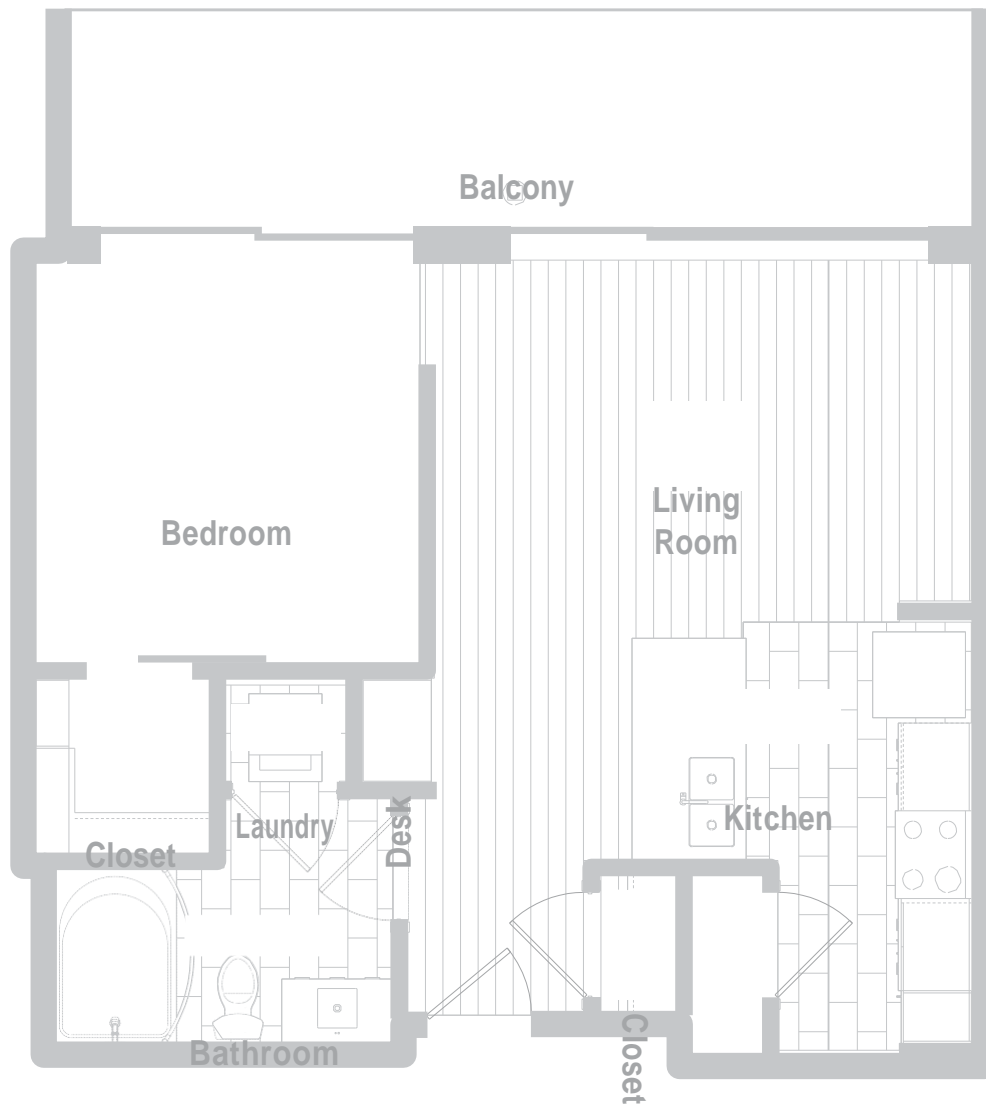 Balcony
Living
Room
Bedroom
Desk
Kitchen
Laundry
Closet
Closet
Bathroom